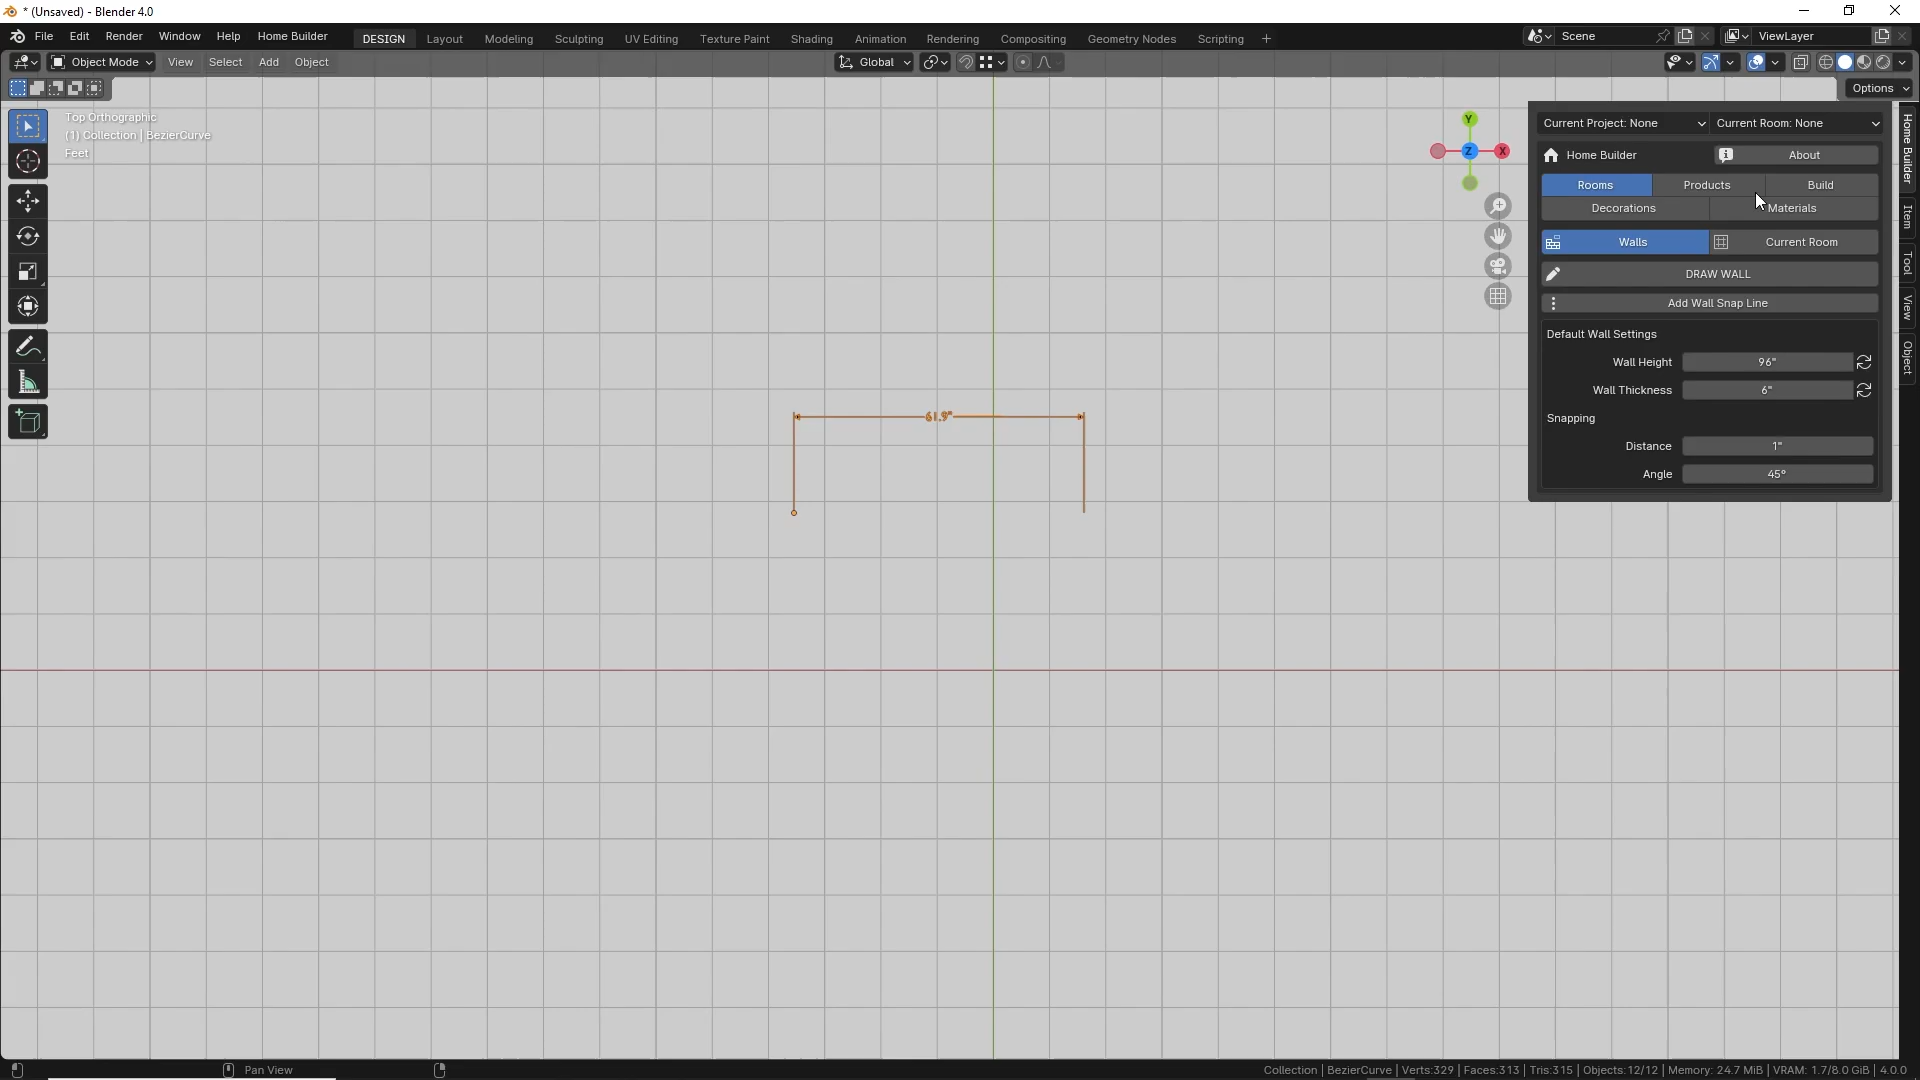 * (Unsaved) - Blender 4.0
File Edit Render Window Help Home Builder DESIGN Layout Modeling Sculpting UV Editing Texture Paint Shading Animation Rendering Compositing Geometry Nodes Scripting + Scene ViewLayer
Object Mode View Select Add Object Global
Options
Top Orthographic
(1) Collection | BezierCurve
Feet
Y
Z
X
61.9"
Current Project: None Current Room: None
Home Builder About
Rooms Products Build
Decorations Materials
Walls Current Room
DRAW WALL
Add Wall Snap Line
Default Wall Settings
Wall Height 96"
Wall Thickness 6"
Snapping
Distance 1"
Angle 45°
Home Builder
Item
Tool
View
Object
Pan View
Collection | BezierCurve | Verts:329 | Faces:313 | Tris:315 | Objects:12/12 | Memory: 24.7 MiB | VRAM: 1.7/8.0 GiB | 4.0.0